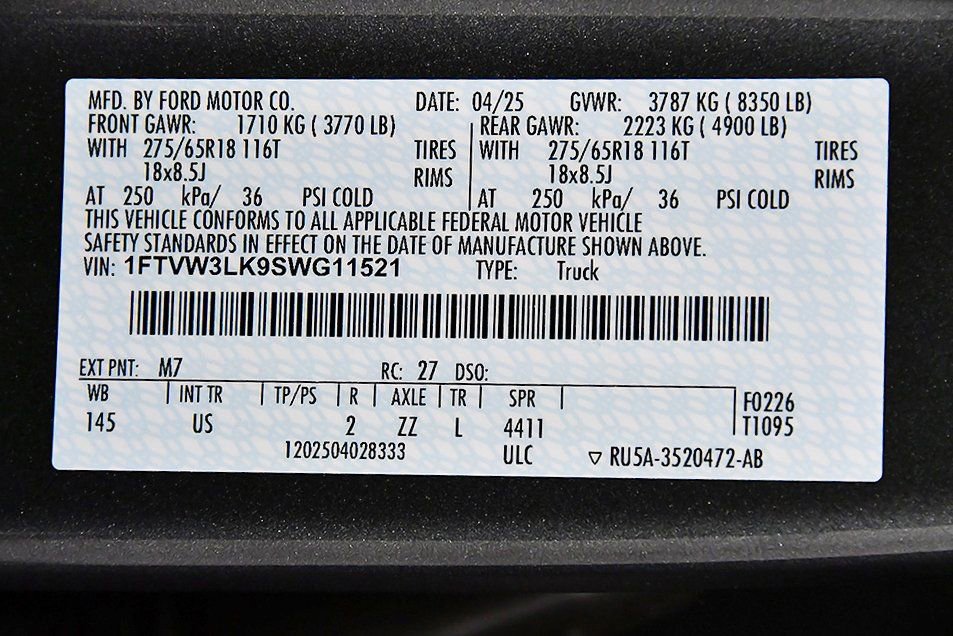 MFD. BY FORD MOTOR CO. DATE: 04/25 GVWR: 3787 KG ( 8350 LB)
FRONT GAWR: 1710 KG ( 3770 LB) REAR GAWR: 2223 KG ( 4900 LB)
WITH 275/65R18 116T TIRES WITH 275/65R18 116T TIRES
18x8.5J RIMS 18x8.5J RIMS
AT 250 kPa/ 36 PSI COLD AT 250 kPa/ 36 PSI COLD
THIS VEHICLE CONFORMS TO ALL APPLICABLE FEDERAL MOTOR VEHICLE
SAFETY STANDARDS IN EFFECT ON THE DATE OF MANUFACTURE SHOWN ABOVE.
VIN: 1FTVW3LK9SWG11521 TYPE: Truck
EXT PNT: M7 RC: 27 DSO:
WB INT TR TP/PS R AXLE TR SPR F0226
145 US 2 ZZ L 4411 T1095
1202504028333 ULC ▽ RU5A-3520472-AB